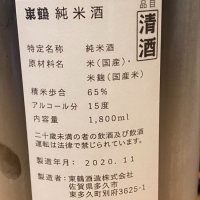 東鶴 純米酒
品目
清酒
特定名称 純米酒
原材料名 米(国産)・
米麹(国産米)
精米歩合 65%
アルコール分 15度
内容量 1,800ml
二十歳未満の者の飲酒及び飲酒
運転は法律で禁じられています。
製造年月 2020.11
製造者 東鶴酒造株式会社
佐賀県多久市
東多久町別府3625-1